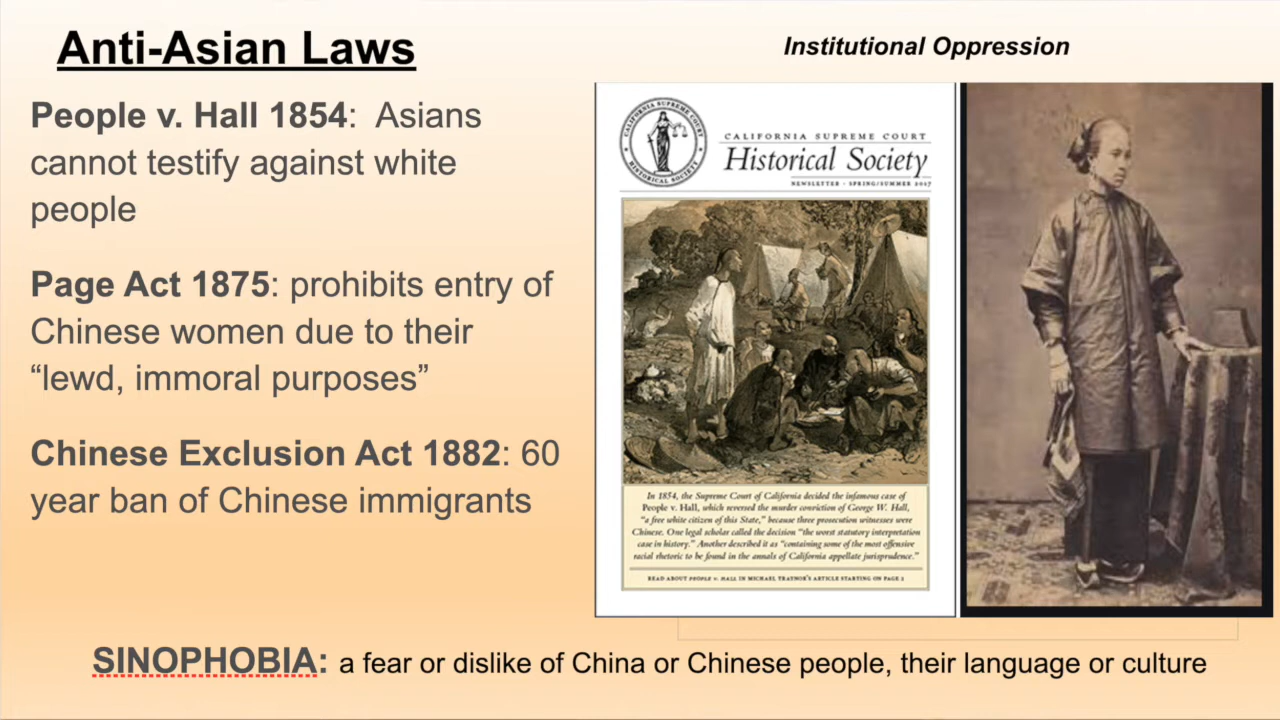 Anti-Asian Laws
Institutional Oppression
People v. Hall 1854: Asians
cannot testify against white
people
Page Act 1875: prohibits entry of
Chinese women due to their
“lewd, immoral purposes”
Chinese Exclusion Act 1882: 60
year ban of Chinese immigrants
CALIFORNIA SUPREME COURT
HISTORICAL SOCIETY
CALIFORNIA SUPREME COURT
Historical Society
NEWSLETTER · SPRING/SUMMER 2017
In 1854, the Supreme Court of California decided the infamous case of
People v. Hall, which reversed the murder conviction of George W. Hall,
“a free white citizen of this State,” because three prosecution witnesses were
Chinese. One legal scholar called the decision “the worst statutory interpretation
case in history.” Another described it as “containing some of the most offensive
racial rhetoric to be found in the annals of California appellate jurisprudence.”
READ ABOUT PEOPLE V. HALL IN MICHAEL TRAYNOR'S ARTICLE STARTING ON PAGE 2
SINOPHOBIA: a fear or dislike of China or Chinese people, their language or culture